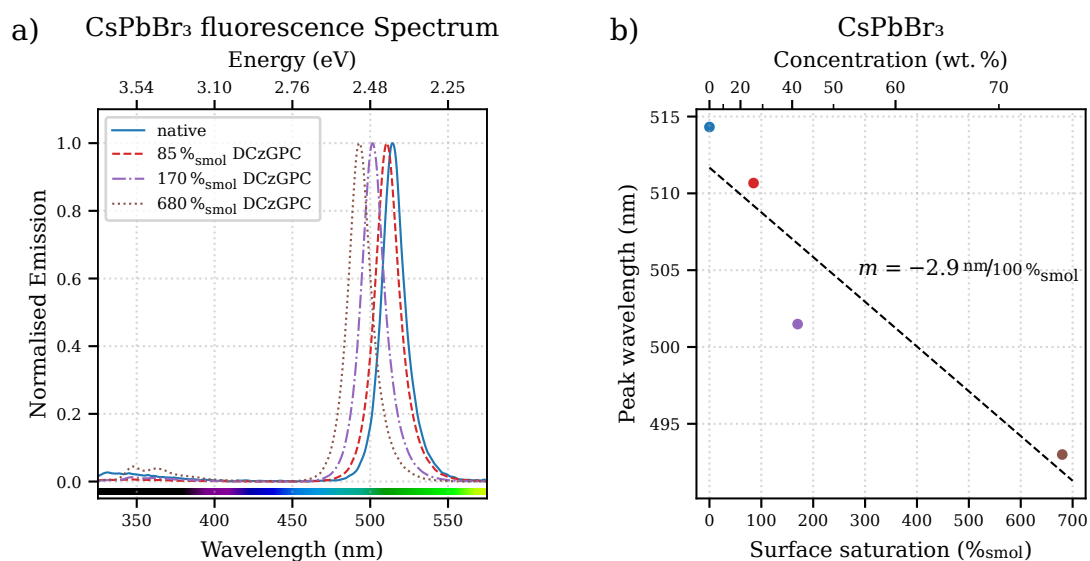 a)
CsPbBr₃ fluorescence Spectrum
Energy (eV)
3.54 3.10 2.76 2.48 2.25
1.0
0.8
0.6
0.4
0.2
0.0
Normalised Emission
native
85 %smol DCzGPC
170 %smol DCzGPC
680 %smol DCzGPC
350 400 450 500 550
Wavelength (nm)
b)
CsPbBr₃
Concentration (wt. %)
0 20 40 50 60 70
515
510
505
500
495
Peak wavelength (nm)
m = −2.9 nm/100 %smol
0 100 200 300 400 500 600 700
Surface saturation (%smol)